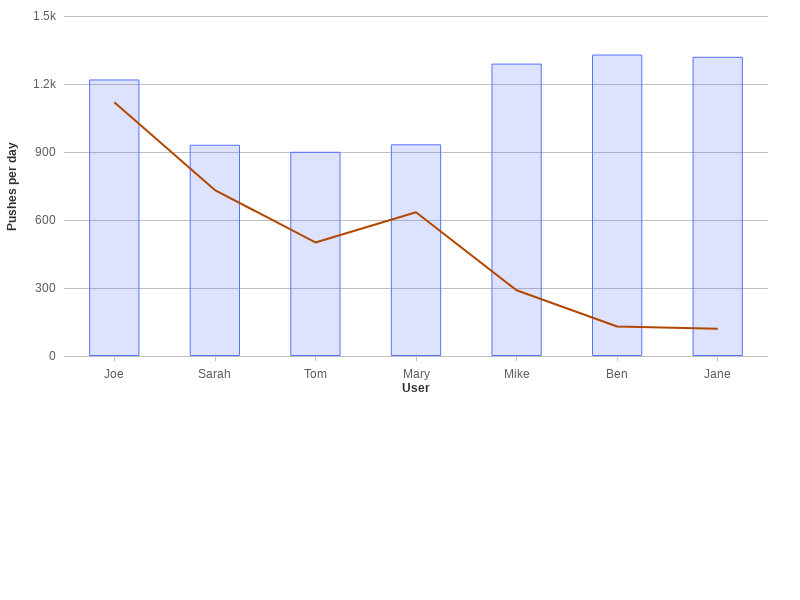 1.5k
1.2k
900
600
300
0
Pushes per day
Joe Sarah Tom Mary Mike Ben Jane
User